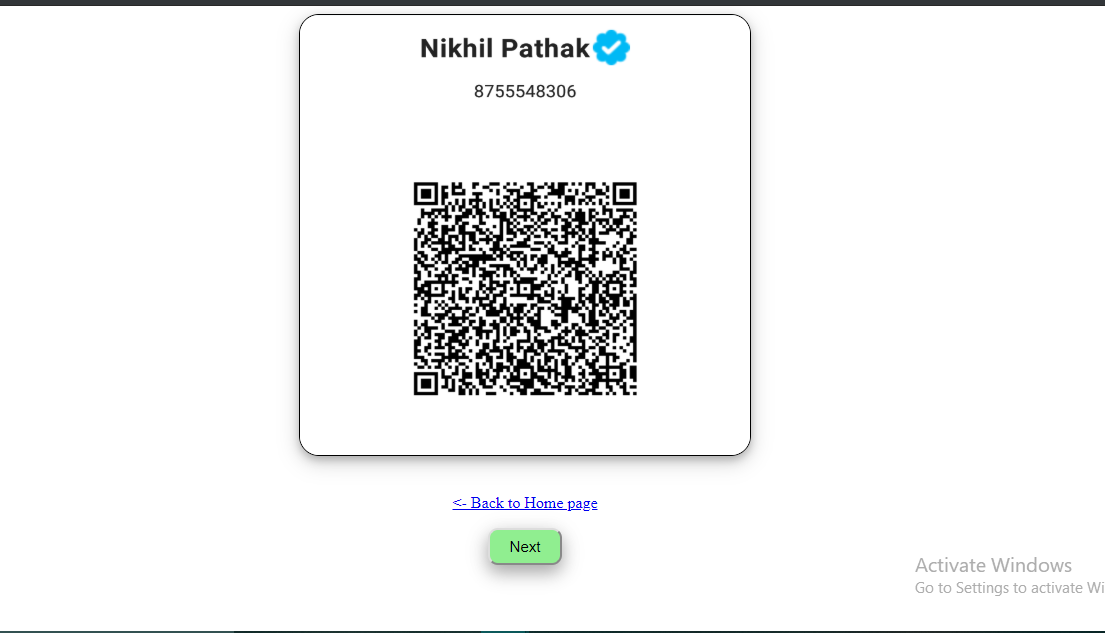 Nikhil Pathak
8755548306
<- Back to Home page
Next
Activate Windows
Go to Settings to activate Wi